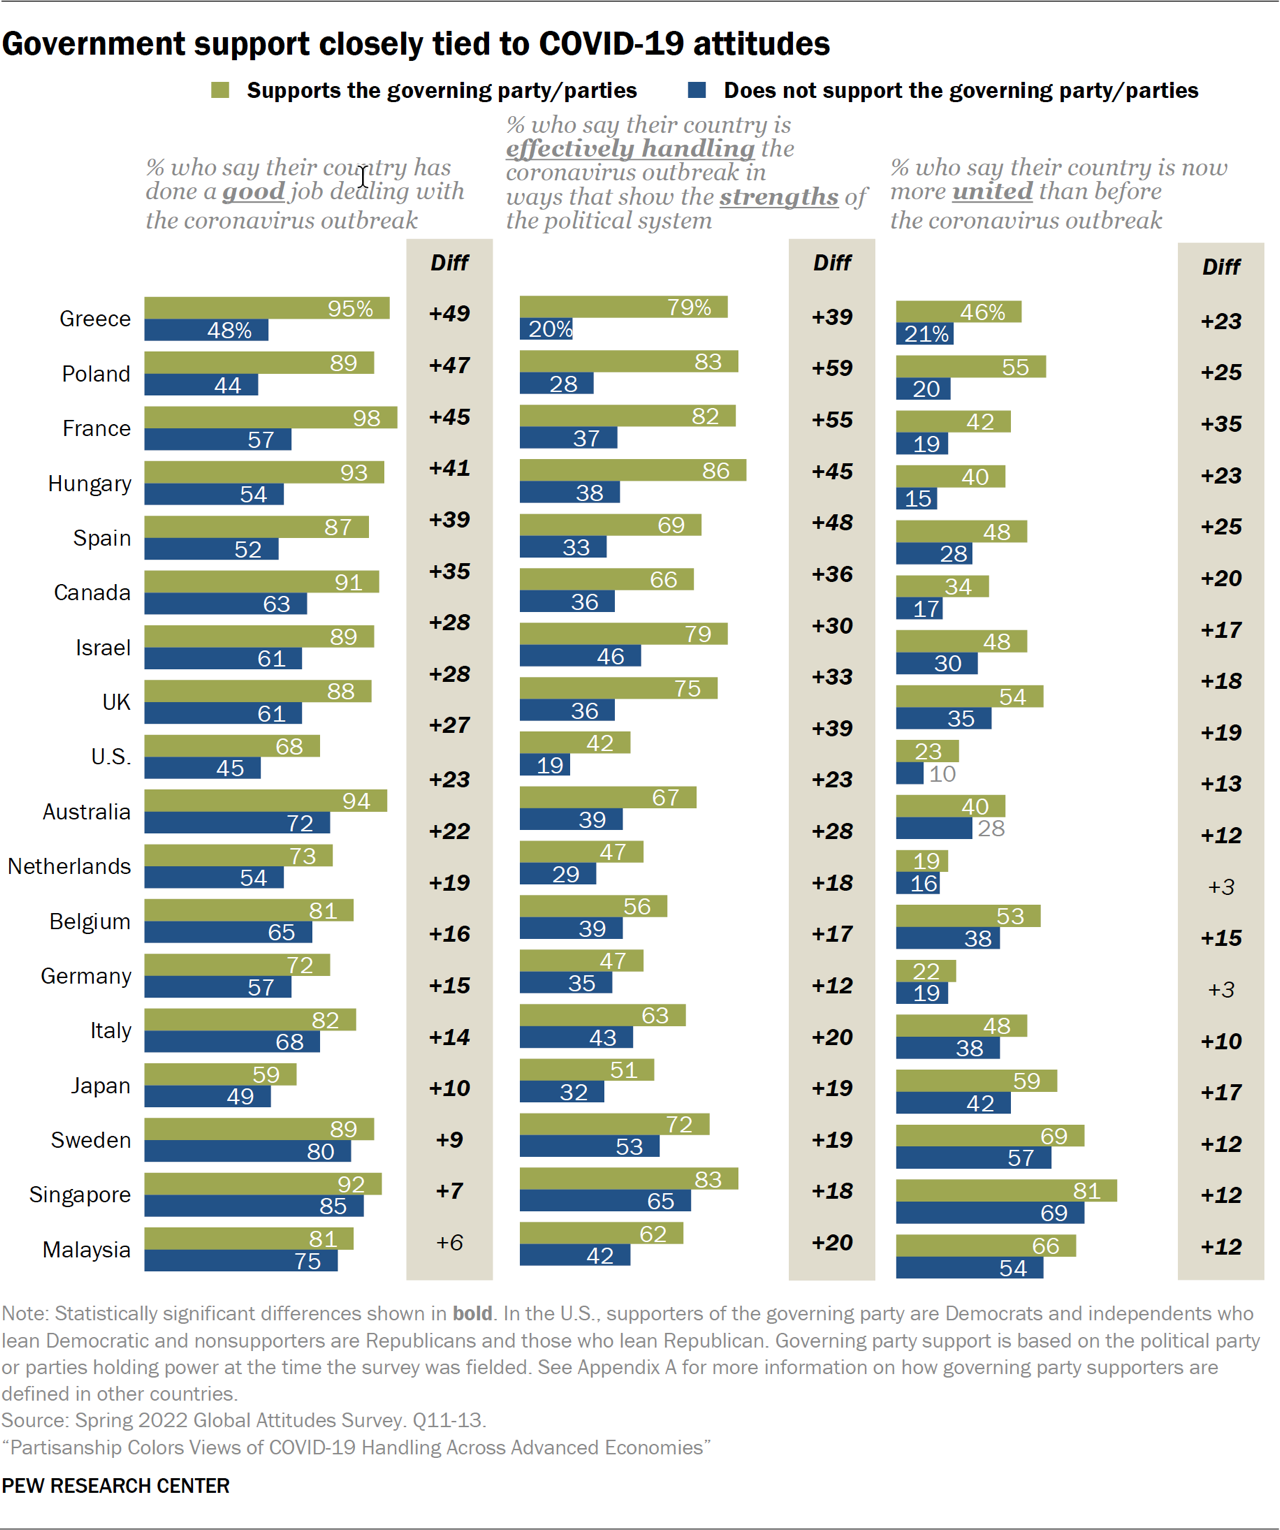 Government support closely tied to COVID-19 attitudes
Supports the governing party/parties Does not support the governing party/parties
% who say their country has
done a good job dealing with
the coronavirus outbreak
% who say their country is
effectively handling the
coronavirus outbreak in
ways that show the strengths of
the political system
% who say their country is now
more united than before
the coronavirus outbreak
Diff Diff Diff
Greece 95% 48% +49 79% 20% +39 46% 21% +23
Poland 89 44 +47 83 28 +59 55 20 +25
France 98 57 +45 82 37 +55 42 19 +35
Hungary 93 54 +41 86 38 +45 40 15 +23
Spain 87 52 +39 69 33 +48 48 28 +25
Canada 91 63 +35 66 36 +36 34 17 +20
Israel 89 61 +28 79 46 +30 48 30 +17
UK 88 61 +28 75 36 +33 54 35 +18
U.S. 68 45 +27 42 19 +39 23 10 +19
Australia 94 72 +23 67 39 +23 40 28 +13
Netherlands 73 54 +22 47 29 +28 19 16 +12
Belgium 81 65 +19 56 39 +18 53 38 +3
Germany 72 57 +16 47 35 +17 22 19 +15
Italy 82 68 +15 63 43 +12 48 38 +3
Japan 59 49 +14 51 32 +20 59 42 +10
Sweden 89 80 +10 72 53 +19 69 57 +17
Singapore 92 85 +9 83 65 +19 81 69 +12
Malaysia 81 75 +7 62 42 +18 66 54 +12
+6 +20 +12
Note: Statistically significant differences shown in bold. In the U.S., supporters of the governing party are Democrats and independents who
lean Democratic and nonsupporters are Republicans and those who lean Republican. Governing party support is based on the political party
or parties holding power at the time the survey was fielded. See Appendix A for more information on how governing party supporters are
defined in other countries.
Source: Spring 2022 Global Attitudes Survey. Q11-13.
“Partisanship Colors Views of COVID-19 Handling Across Advanced Economies”
PEW RESEARCH CENTER